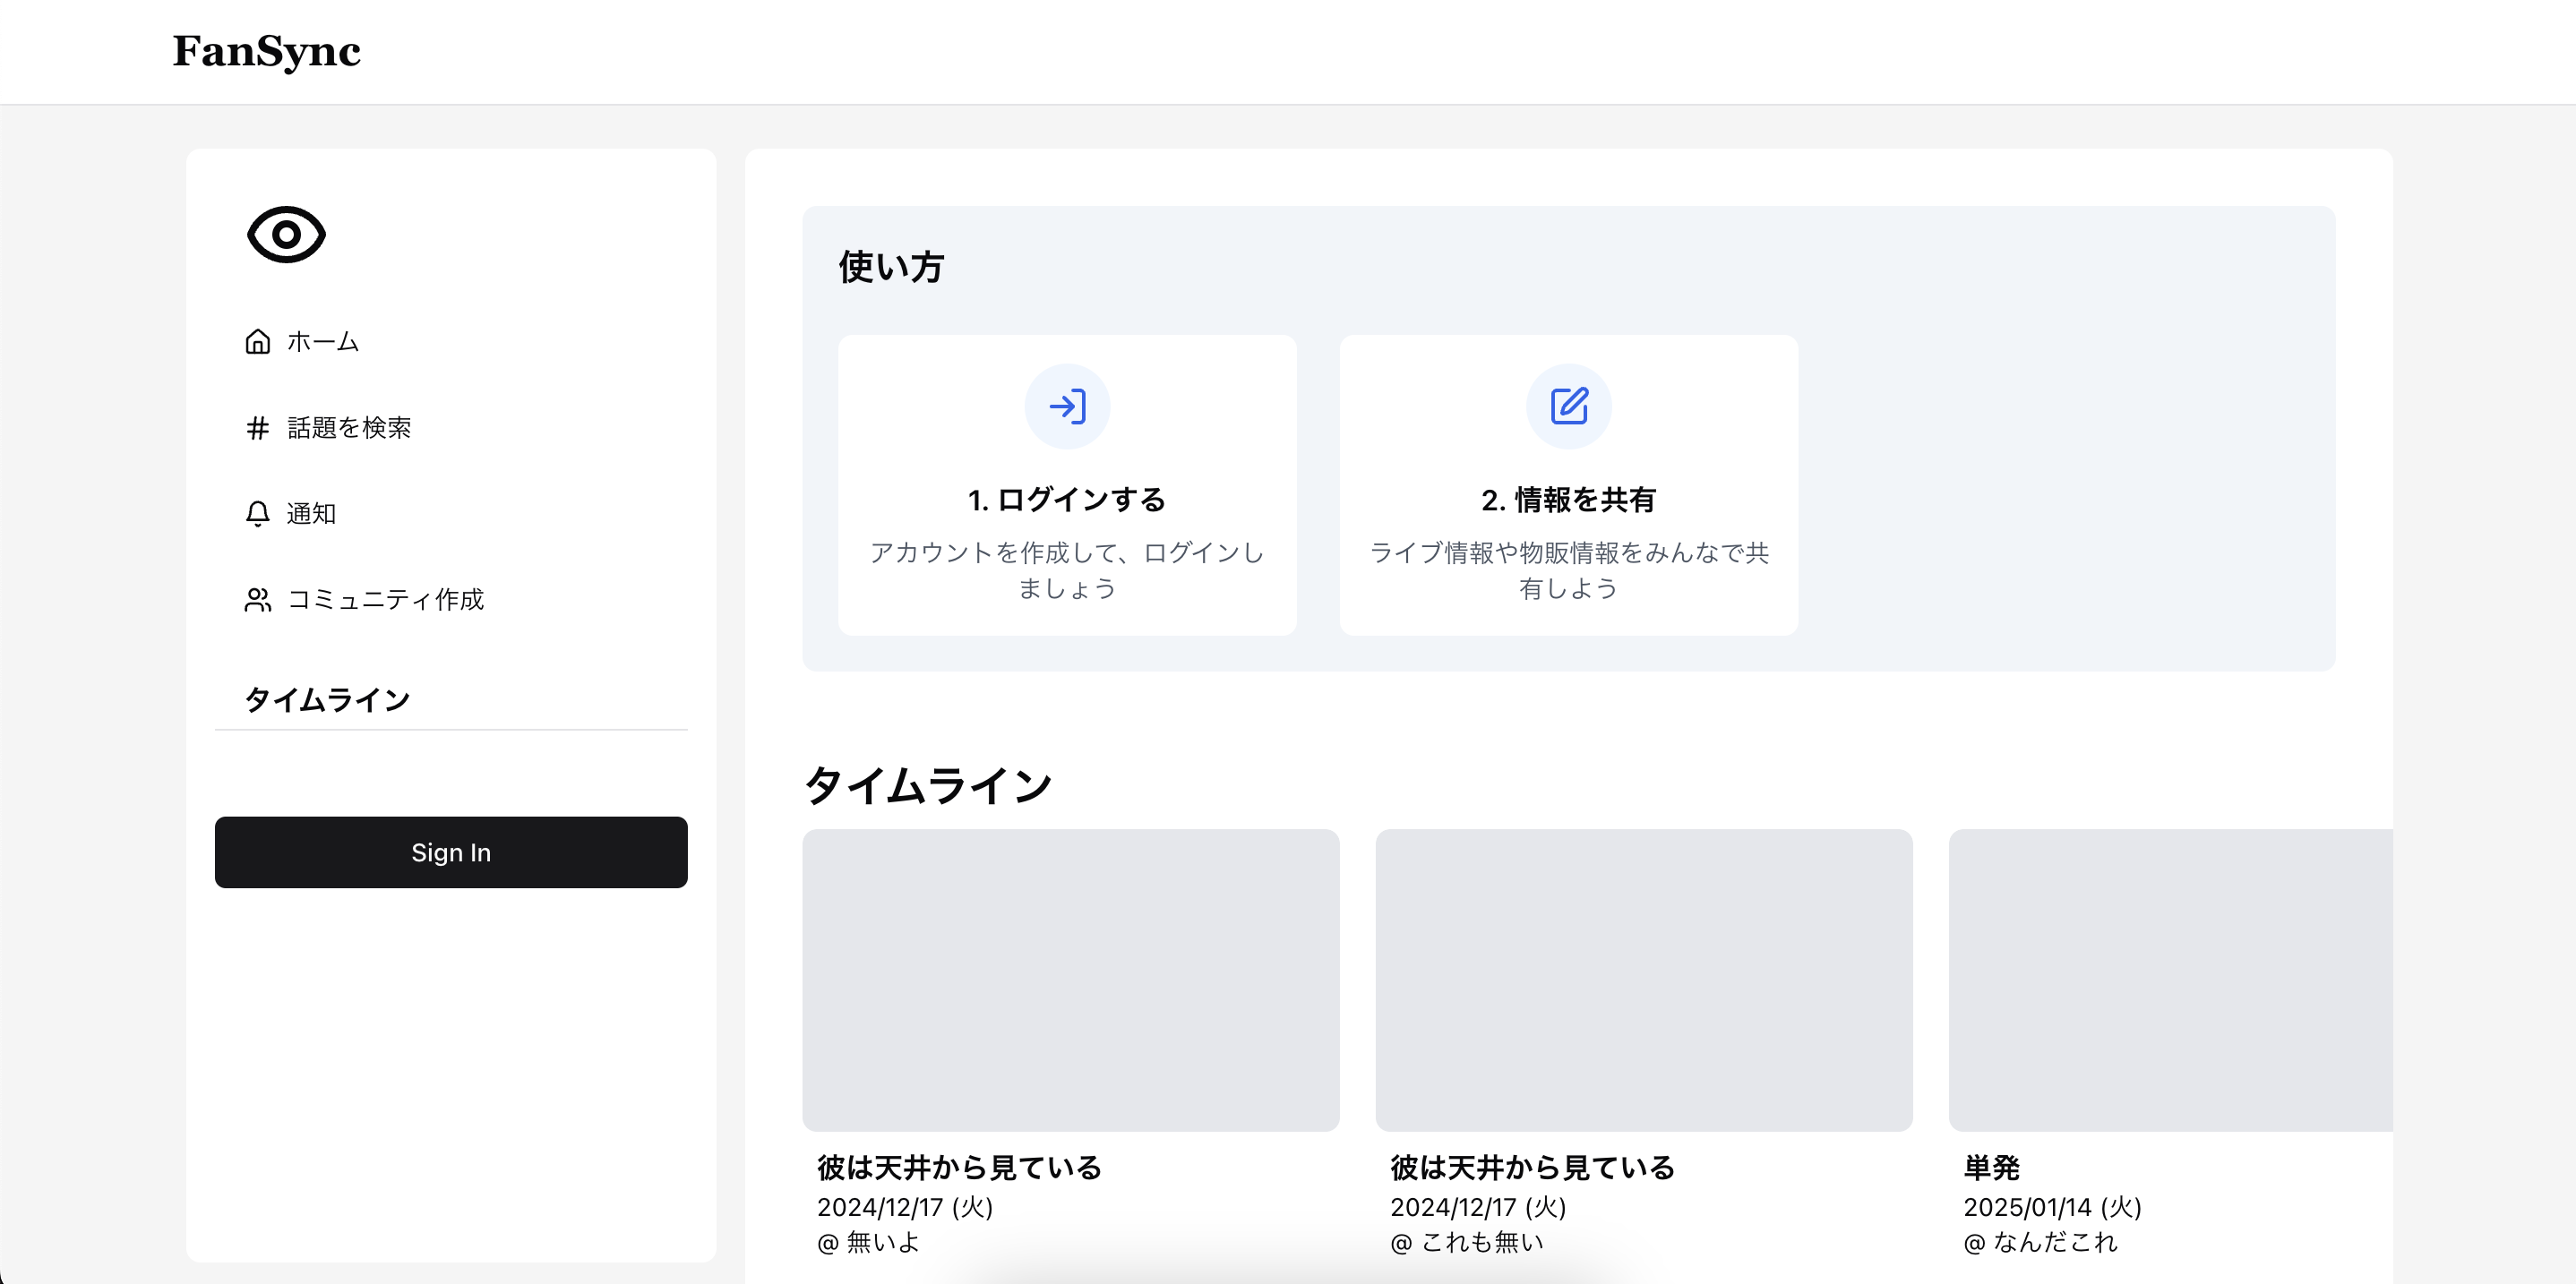 FanSync
ホーム
# 話題を検索
通知
コミュニティ作成
タイムライン
Sign In
使い方
1. ログインする
アカウントを作成して、ログインし
ましょう
2. 情報を共有
ライブ情報や物販情報をみんなで共
有しよう
タイムライン
彼は天井から見ている
2024/12/17 (火)
@ 無いよ
彼は天井から見ている
2024/12/17 (火)
@ これも無い
単発
2025/01/14 (火)
@ なんだこれ